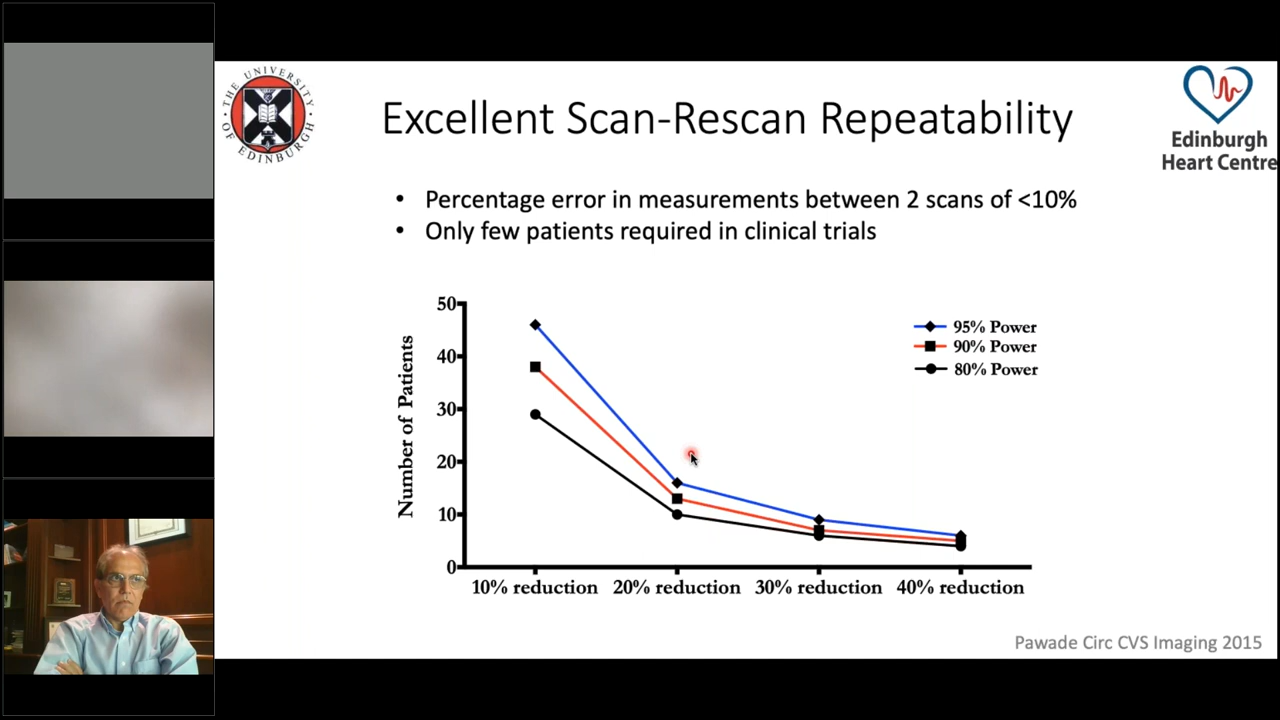 THE UNIVERSITY
OF EDINBURGH
Excellent Scan-Rescan Repeatability
Edinburgh
Heart Centre
• Percentage error in measurements between 2 scans of <10%
• Only few patients required in clinical trials
Number of Patients
50
40
30
20
10
0
95% Power
90% Power
80% Power
10% reduction
20% reduction
30% reduction
40% reduction
Pawade Circ CVS Imaging 2015